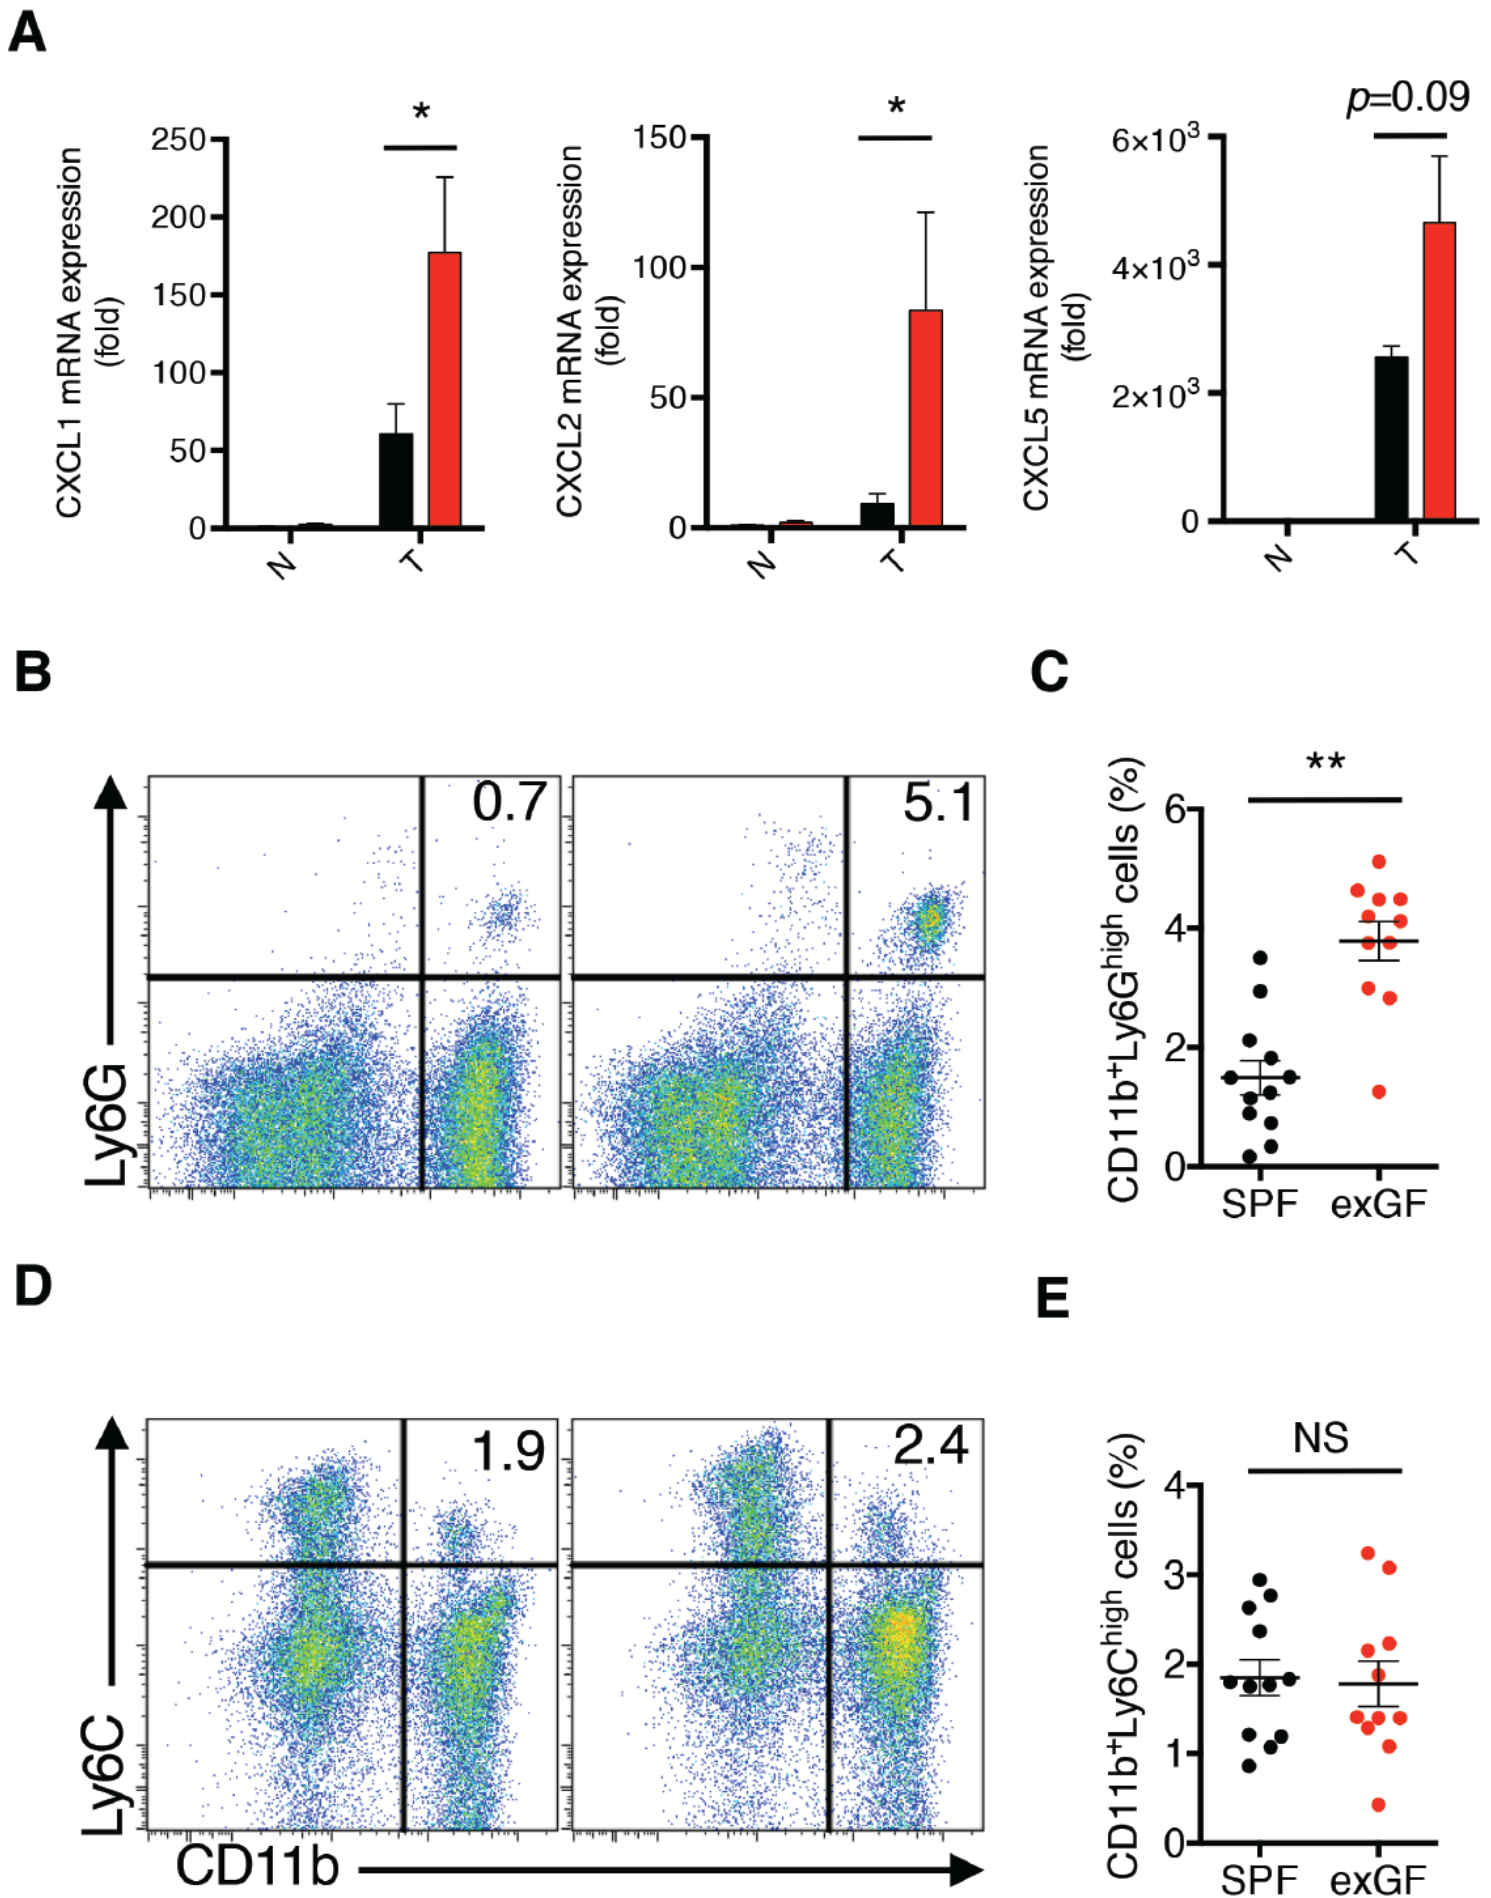 A
CXCL1 mRNA expression
(fold)
250
200
150
100
50
0
*
N
T
CXCL2 mRNA expression
(fold)
150
100
50
0
*
N
T
CXCL5 mRNA expression
(fold)
6×10³
4×10³
2×10³
0
p=0.09
N
T
B
Ly6G
0.7
5.1
C
CD11b⁺Ly6Gʰⁱᵍʰ cells (%)
6
4
2
0
**
SPF
exGF
D
Ly6C
1.9
2.4
CD11b
E
CD11b⁺Ly6Cʰⁱᵍʰ cells (%)
4
3
2
1
0
NS
SPF
exGF